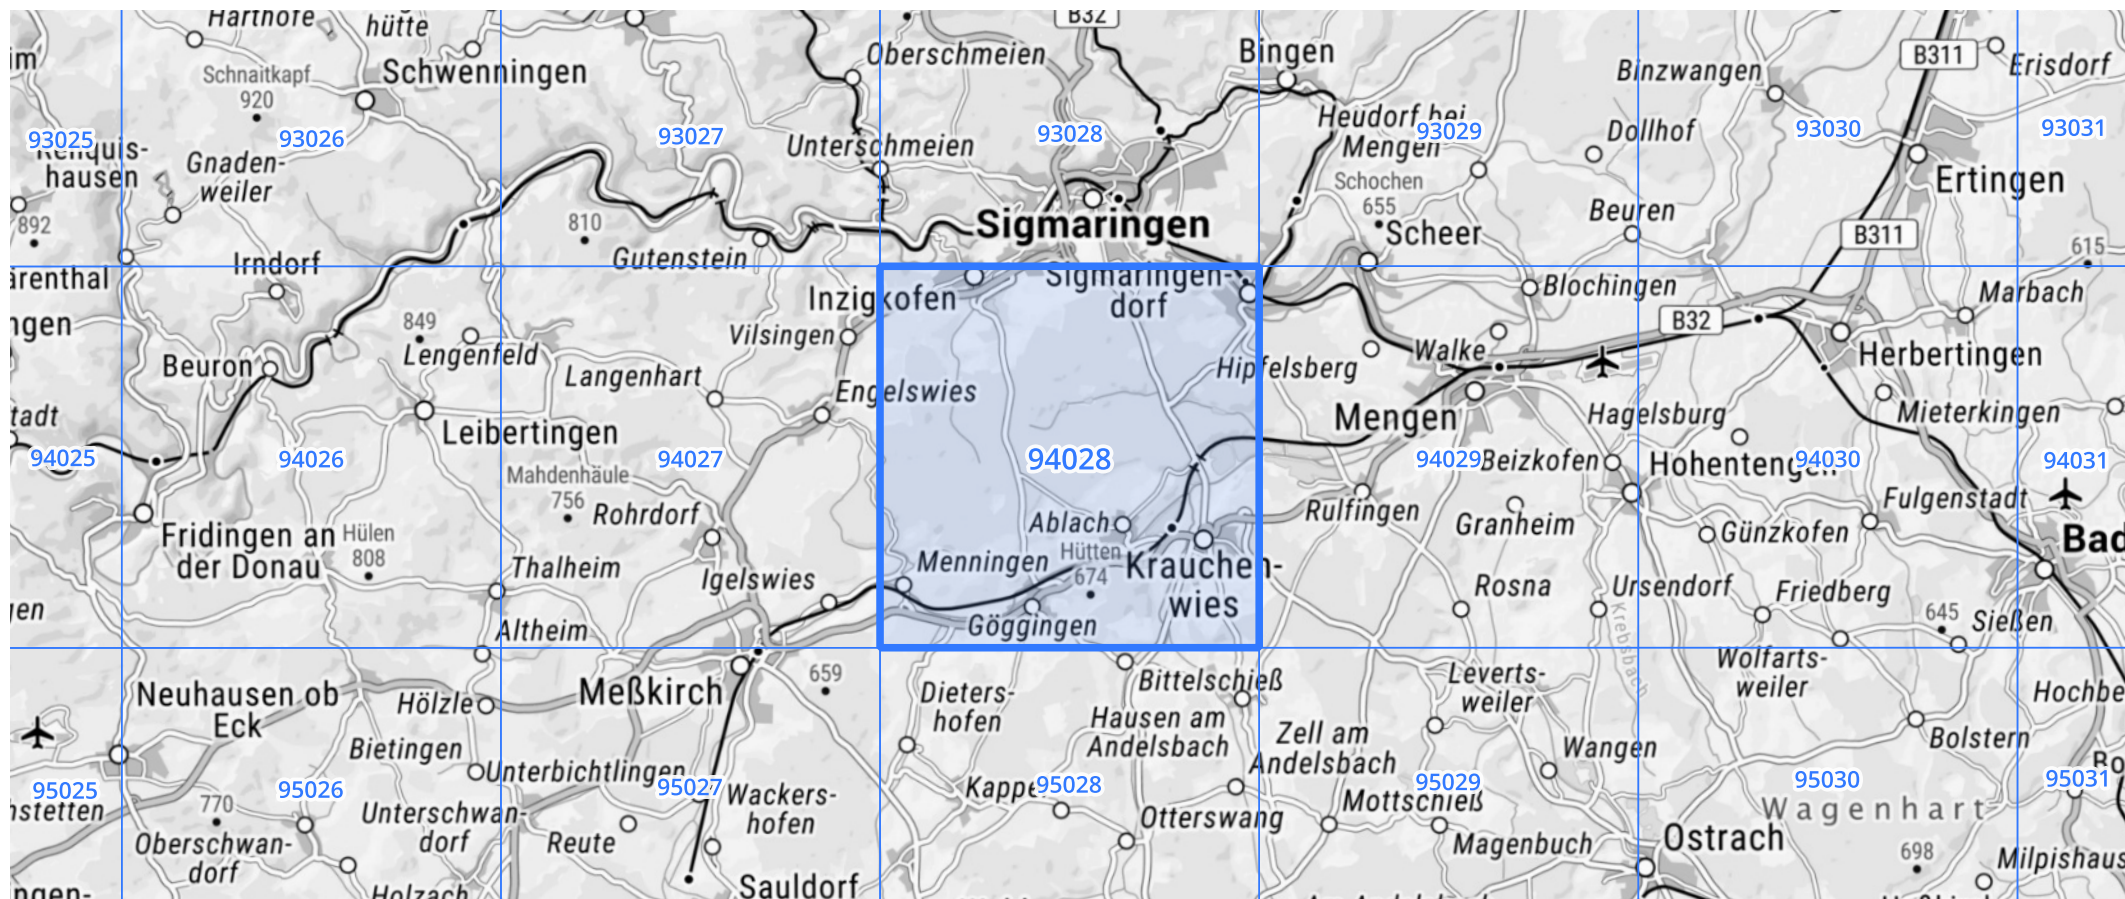 Harthöfe
hütte
B32
Oberschmeien
Bingen
B311
Erisdorf
Schnaitkapf
920
Schwenningen
Binzwangen
93025
93026
93027
93028
Heudorf bei
Mengen
93029
Dollhof
93030
93031
Renquis-
hausen
Gnaden-
weiler
Unterschmeien
Schochen
655
Ertingen
892
810
Gutenstein
Sigmaringen
Scheer
Beuren
B311
615
Irndorf
Inzigkofen
Sigmaringen-
dorf
Blochingen
Marbach
849
Lengenfeld
Vilsingen
B32
Beuron
Langenhart
Engelswies
Hipfelsberg
Walke
Herbertingen
Leibertingen
Mengen
Hagelsburg
Mieterkingen
94025
94026
94027
94028
94029
Beizkofen
Hohentengen
94030
94031
Mahdenhäule
756
Rohrdorf
Rulfingen
Granheim
Fulgenstadt
Fridingen an
der Donau
Hülen
808
Ablach
Günzkofen
Bad
Thalheim
Igelswies
Menningen
Hütten
674
Krauchen-
wies
Rosna
Ursendorf
Friedberg
645
Sießen
Altheim
Göggingen
Krebsbach
Neuhausen ob
Eck
Hölzle
Meßkirch
659
Dieters-
hofen
Bittelschieß
Leverts-
weiler
Wolfarts-
weiler
Bietingen
Hausen am
Andelsbach
Zell am
Andelsbach
Wangen
Bolstern
95025
95026
Unterbichtlingen
95027
95028
95029
95030
95031
770
Oberschwan-
dorf
Unterschwan-
dorf
Reute
Wackers-
hofen
Otterswang
Mottschieß
Magenbuch
Wagenhart
Ostrach
698
Holzach
Sauldorf